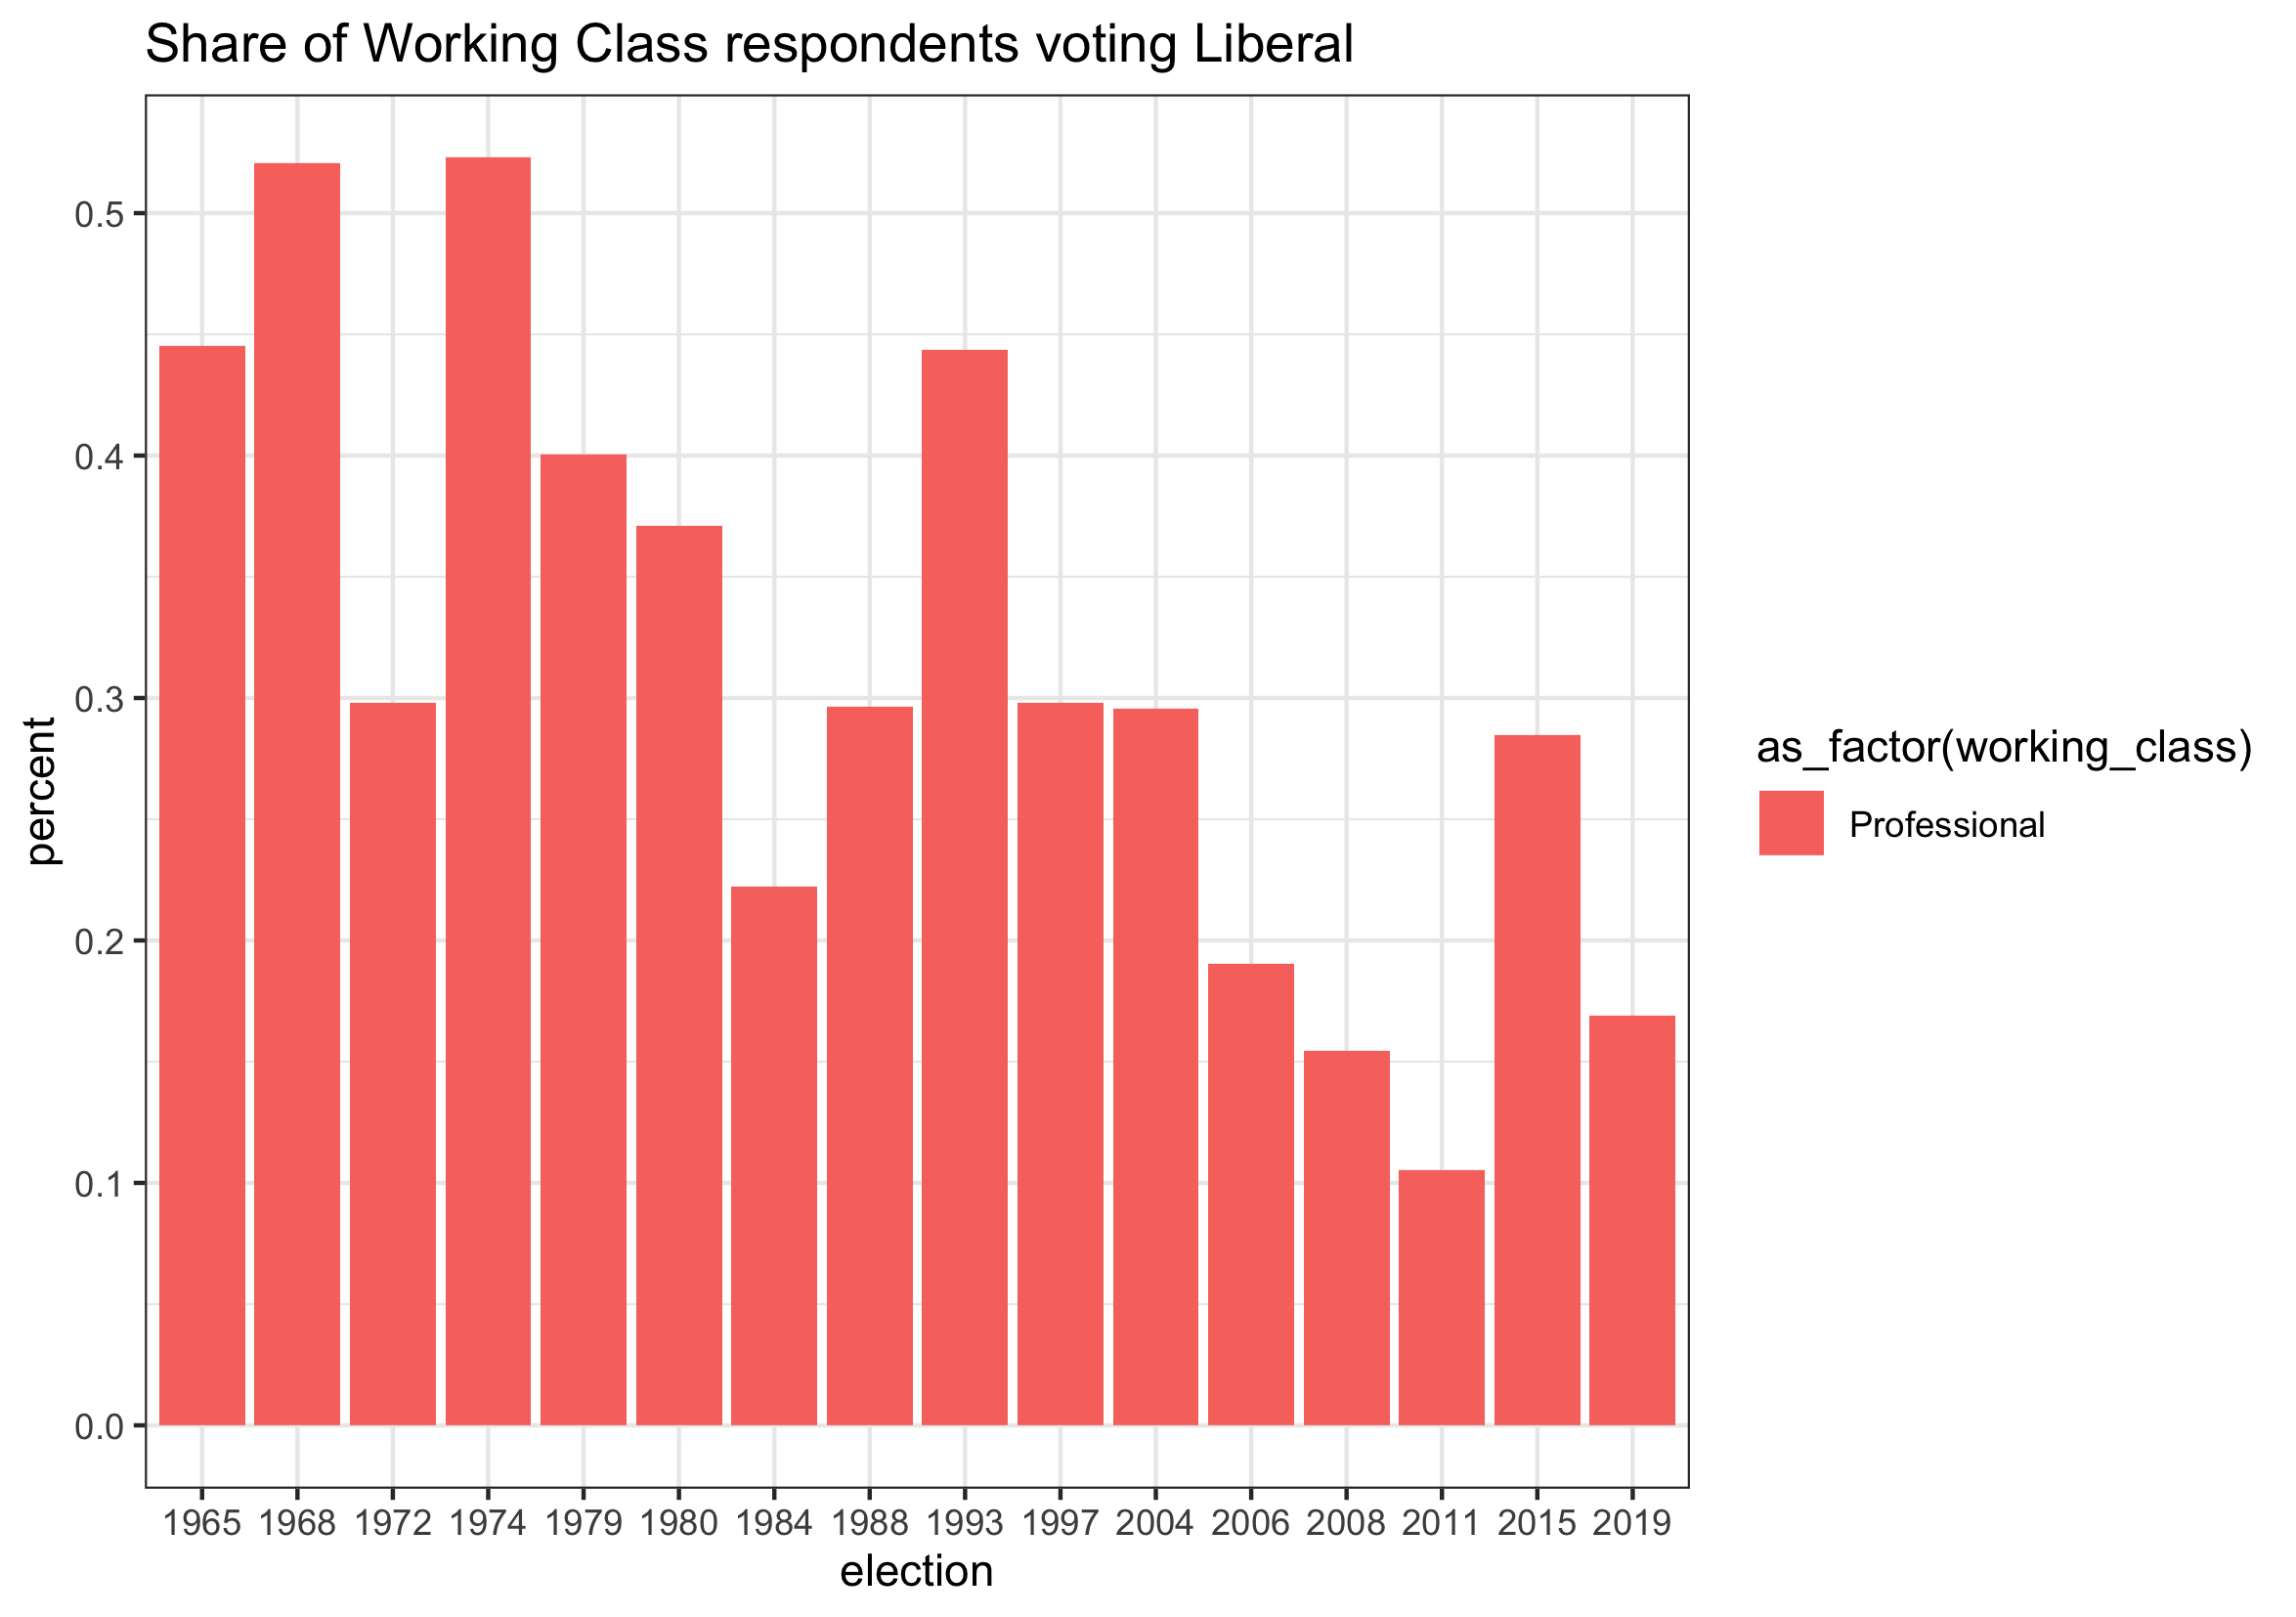 Share of Working Class respondents voting Liberal
percent
0.5
0.4
0.3
0.2
0.1
0.0
1965 1968 1972 1974 1979 1980 1984 1988 1993 1997 2004 2006 2008 2011 2015 2019
election
as_factor(working_class)
Professional